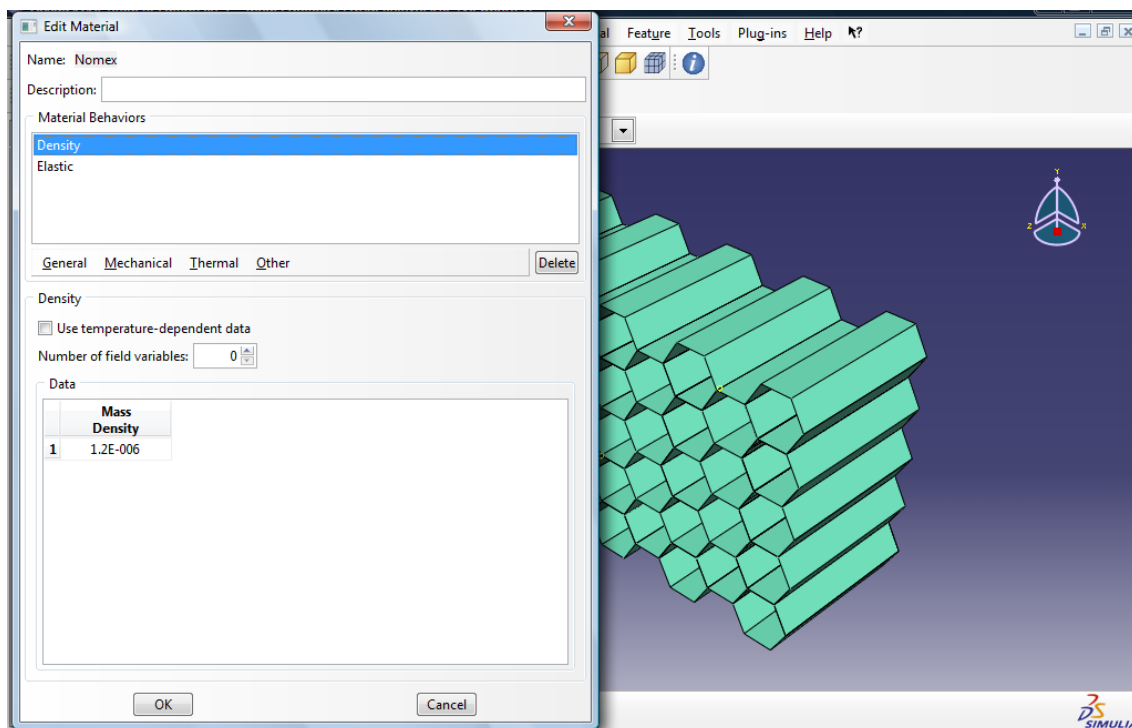 Edit Material
Name: Nomex
Description:
Material Behaviors
Density
Elastic
General Mechanical Thermal Other Delete
Density
Use temperature-dependent data
Number of field variables: 0
Data
Mass
Density
1 1.2E-006
OK Cancel
al Feature Tools Plug-ins Help
Y
Z X
SIMULIA